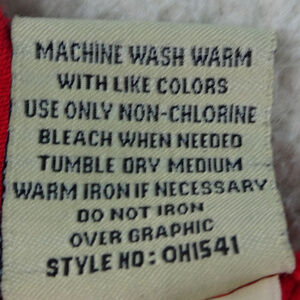 MACHINE WASH WARM
WITH LIKE COLORS
USE ONLY NON-CHLORINE
BLEACH WHEN NEEDED
TUMBLE DRY MEDIUM
WARM IRON IF NECESSARY
DO NOT IRON
OVER GRAPHIC
STYLE NO: OH1541